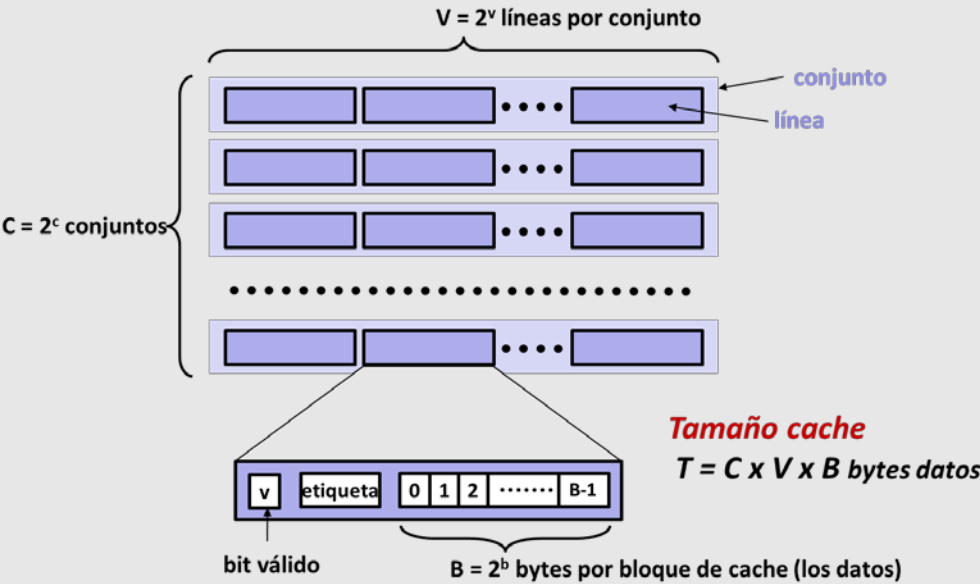 V = 2ᵛ líneas por conjunto
conjunto
línea
C = 2ᶜ conjuntos
v etiqueta 0 1 2 ······· B-1
bit válido
B = 2ᵇ bytes por bloque de cache (los datos)
Tamaño cache
T = C x V x B bytes datos